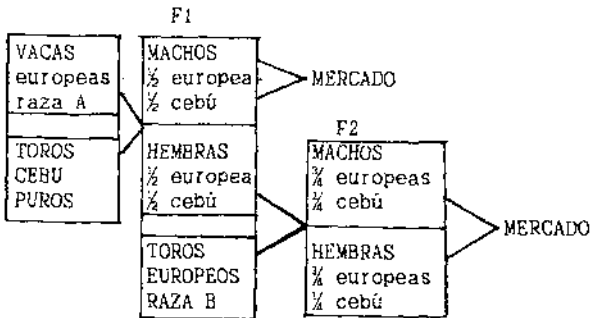 F1
VACAS
europeas
raza A
TOROS
CEBU
PUROS
MACHOS
½ europea
½ cebú
MERCADO
HEMBRAS
½ europea
½ cebú
TOROS
EUROPEOS
RAZA B
F2
MACHOS
¾ europeas
¼ cebú
HEMBRAS
¾ europeas
¼ cebú
MERCADO